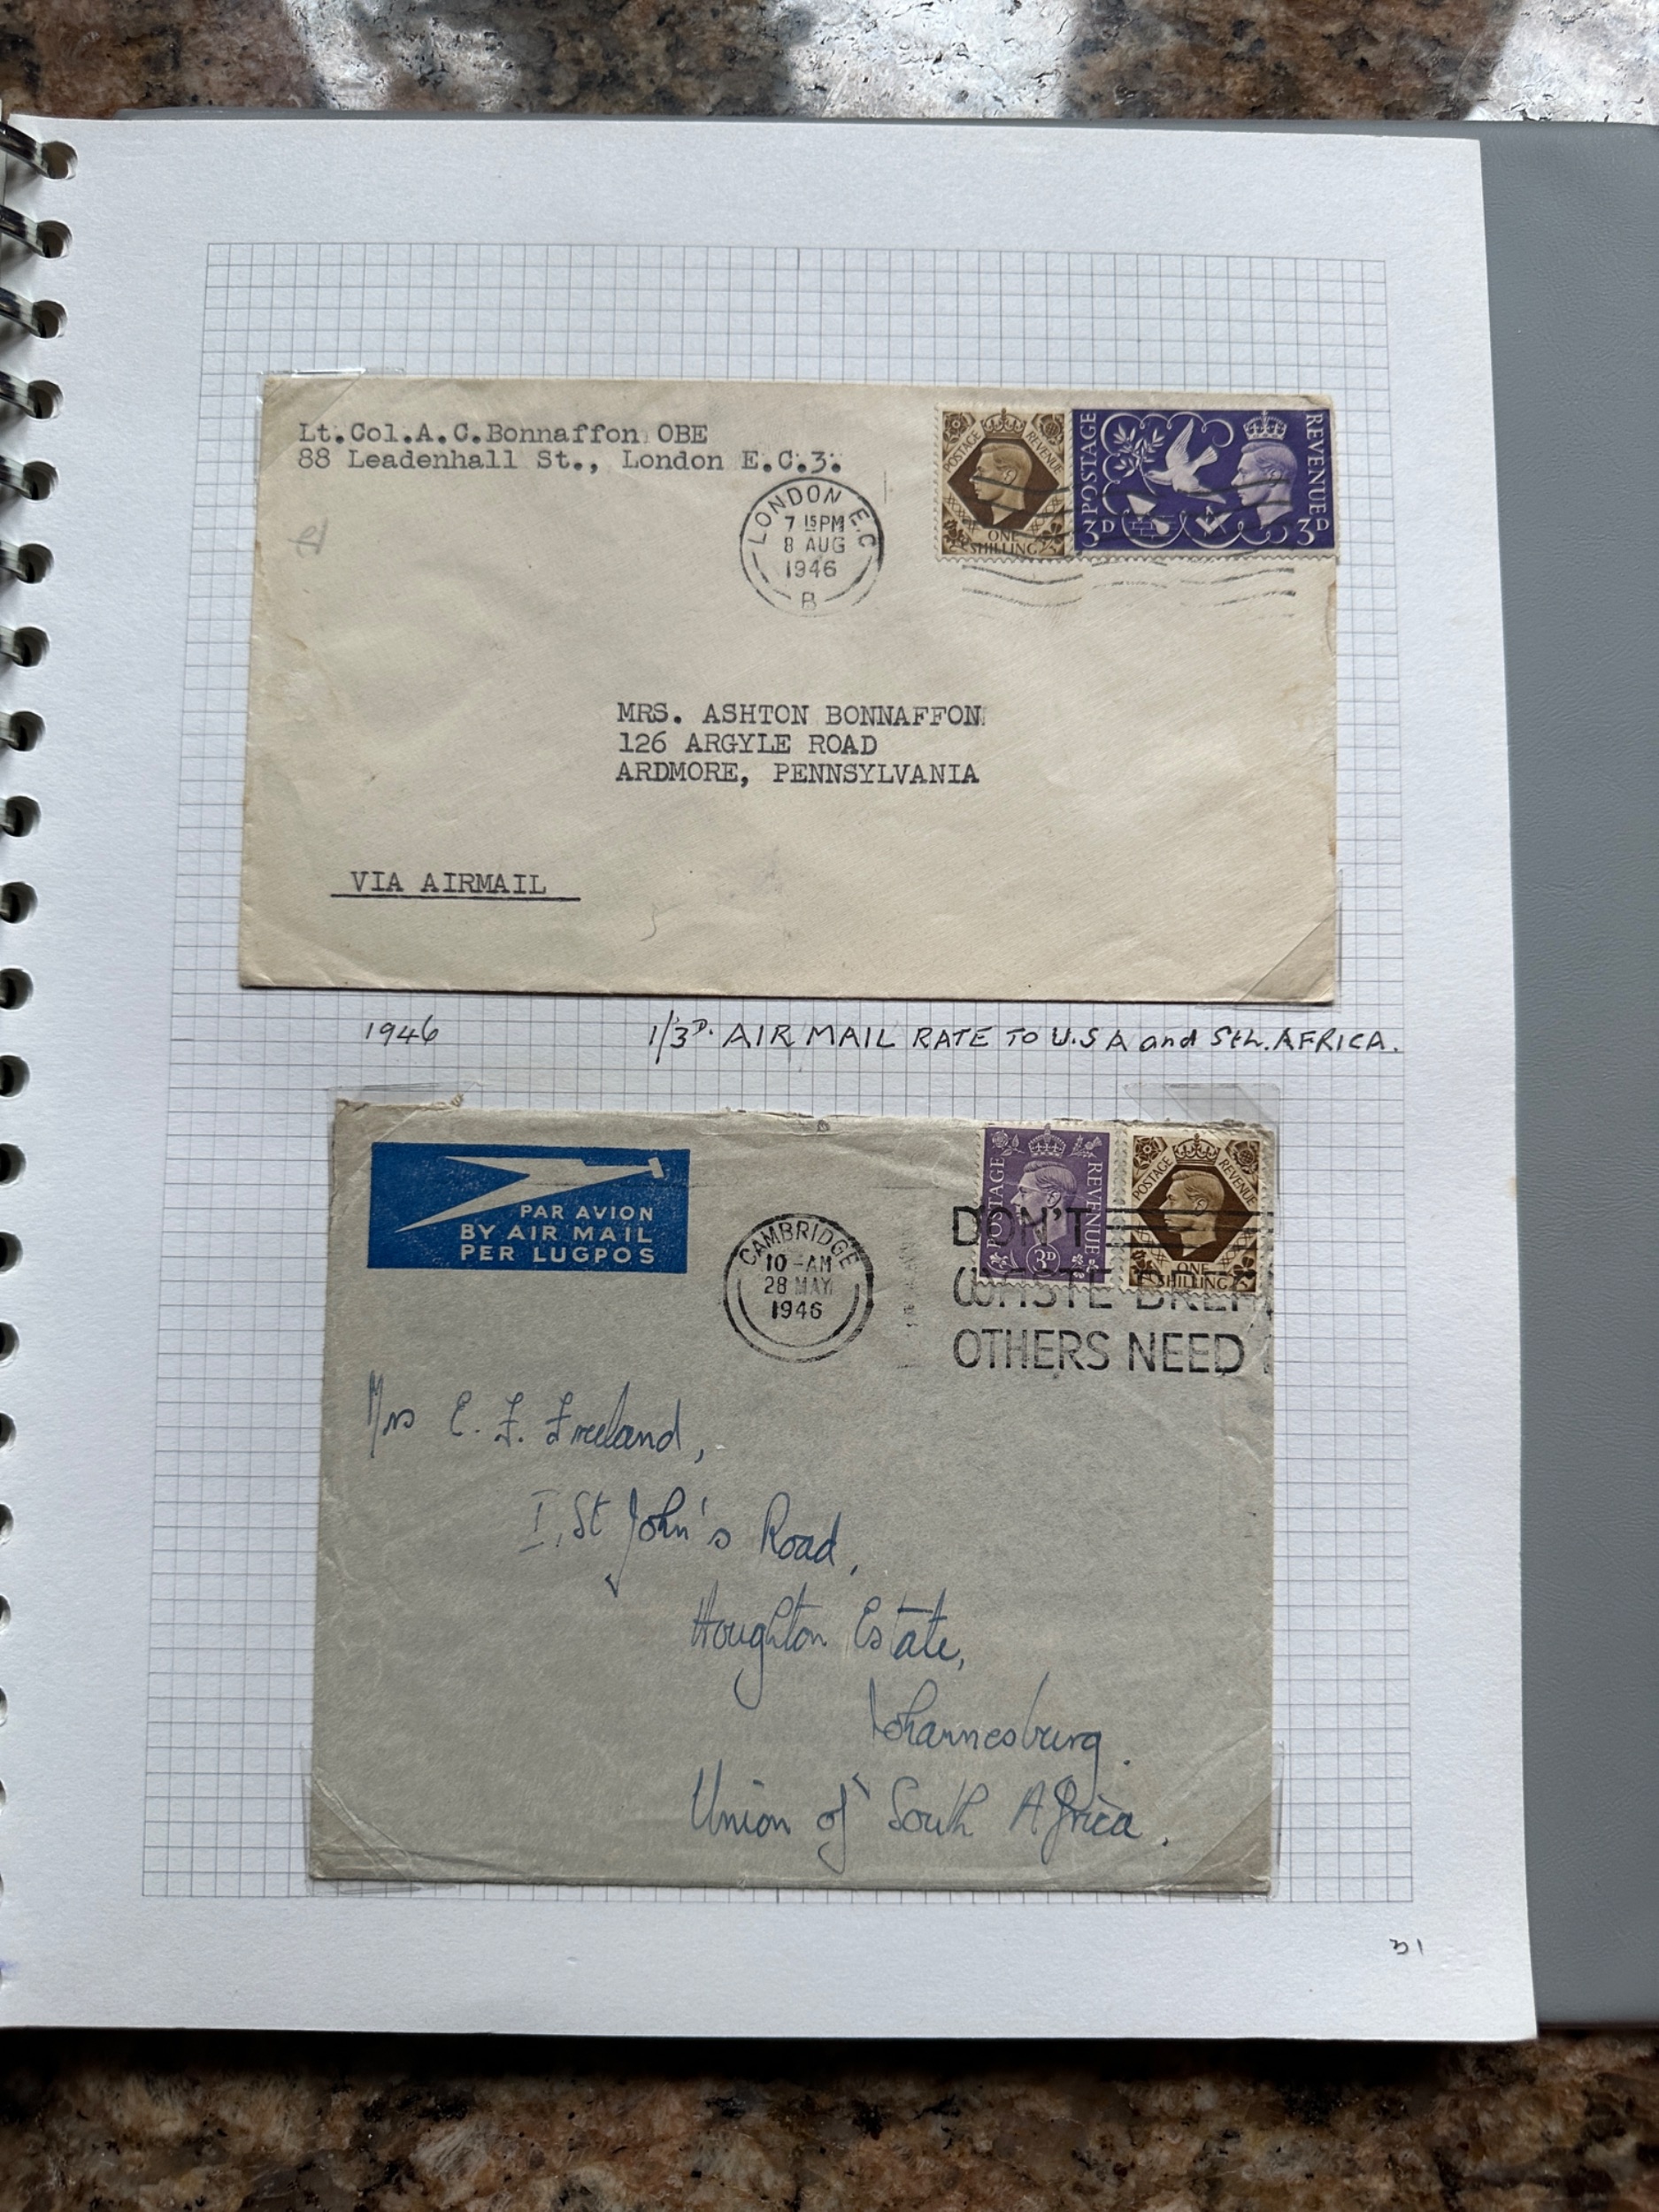 Lt.Col.A.C.Bonnaffon OBE
88 Leadenhall St., London E.C.3.
LONDON E.C
7 15PM
8 AUG
1946
B
POSTAGE REVENUE
ONE
SHILLING
POSTAGE REVENUE
3D 3D
MRS. ASHTON BONNAFFON
126 ARGYLE ROAD
ARDMORE, PENNSYLVANIA
VIA AIRMAIL
1946 1/3D. AIR MAIL RATE TO U.S A and Sth. AFRICA.
PAR AVION
BY AIR MAIL
PER LUGPOS
CAMBRIDGE
10-AM
28 MAY
1946
POSTAGE REVENUE
3D
POSTAGE REVENUE
ONE
SHILLING
DON'T
WASTE BREA
OTHERS NEED
Mrs E. F. Freeland,
1, St John's Road,
Houghton Estate,
Johannesburg.
Union of South Africa.
31